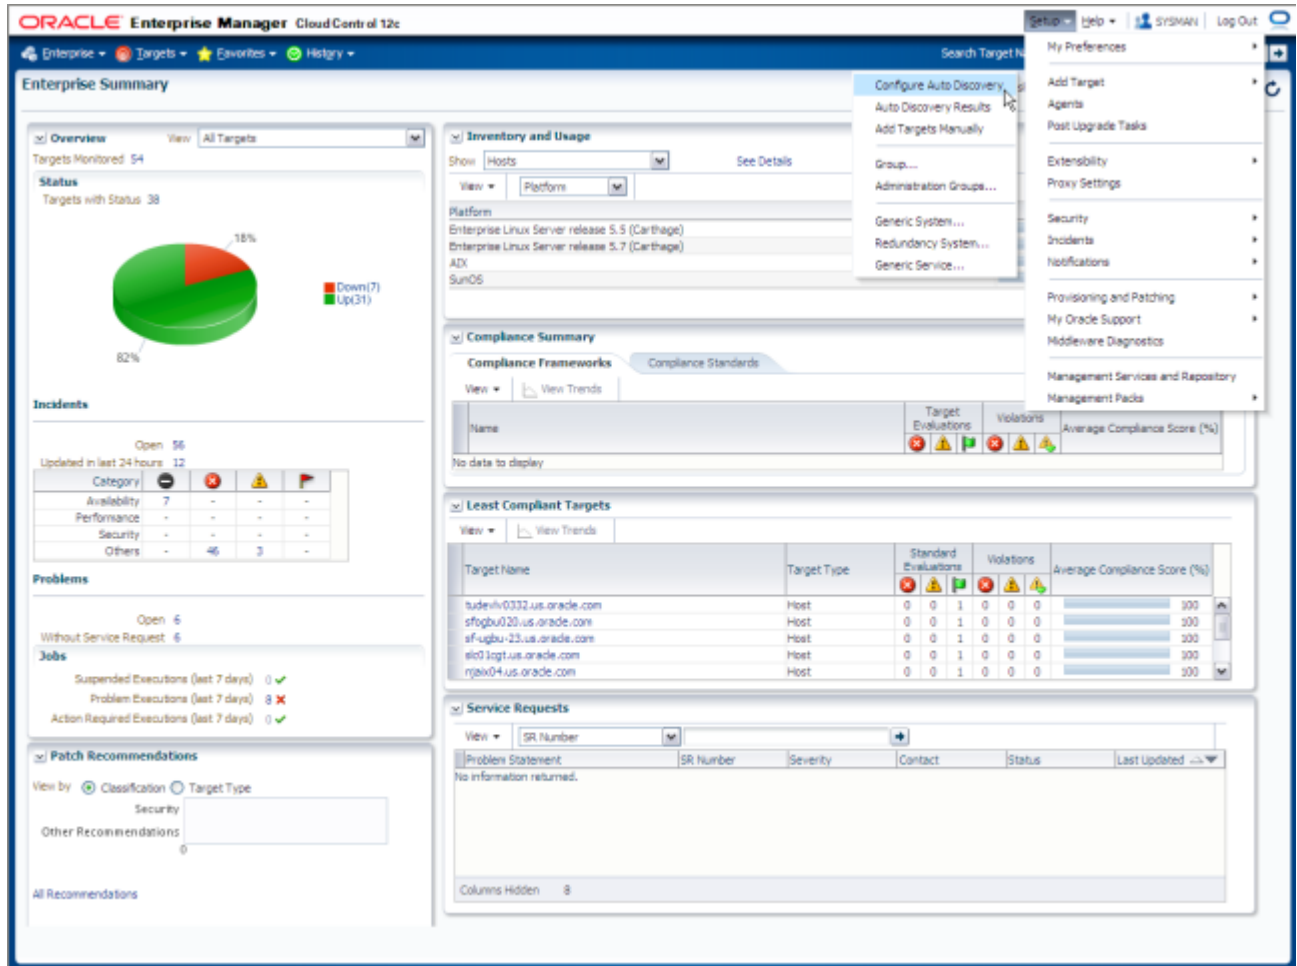 ORACLE Enterprise Manager Cloud Control 12c
Setup Help SYSMAN Log Out
Enterprise Targets Favorites History
Search Target
Enterprise Summary
My Preferences
Add Target
Agents
Post Upgrade Tasks
Extensibility
Proxy Settings
Security
Incidents
Notifications
Provisioning and Patching
My Oracle Support
Middleware Diagnostics
Management Services and Repository
Management Packs
Configure Auto Discovery
Auto Discovery Results
Add Targets Manually
Group...
Administration Groups...
Generic System...
Redundancy System...
Generic Service...
Overview View All Targets
Targets Monitored 54
Status
Targets with Status 38
18%
Down(7)
Up(31)
82%
Incidents
Open 56
Updated in last 24 hours 12
Category
Availability 7 - - -
Performance - - - -
Security - - - -
Others - 46 3 -
Problems
Open 6
Without Service Request 6
Jobs
Suspended Executions (last 7 days) 0
Problem Executions (last 7 days) 8
Action Required Executions (last 7 days) 0
Patch Recommendations
View by Classification Target Type
Security
Other Recommendations
0
All Recommendations
Inventory and Usage
Show Hosts See Details
View Platform
Platform
Enterprise Linux Server release 5.5 (Carthage)
Enterprise Linux Server release 5.7 (Carthage)
AIX
SunOS
Compliance Summary
Compliance Frameworks Compliance Standards
View View Trends
Name Target Evaluations Violations Average Compliance Score (%)
No data to display
Least Compliant Targets
View View Trends
Target Name Target Type Standard Evaluations Violations Average Compliance Score (%)
tudevlv0332.us.oracle.com Host 0 0 1 0 0 0 100
sfogbu020.us.oracle.com Host 0 0 1 0 0 0 100
sf-ugbu-23.us.oracle.com Host 0 0 1 0 0 0 100
slc01cgt.us.oracle.com Host 0 0 1 0 0 0 100
njaix04.us.oracle.com Host 0 0 1 0 0 0 100
Service Requests
View SR Number
Problem Statement SR Number Severity Contact Status Last Updated
No information returned.
Columns Hidden 8